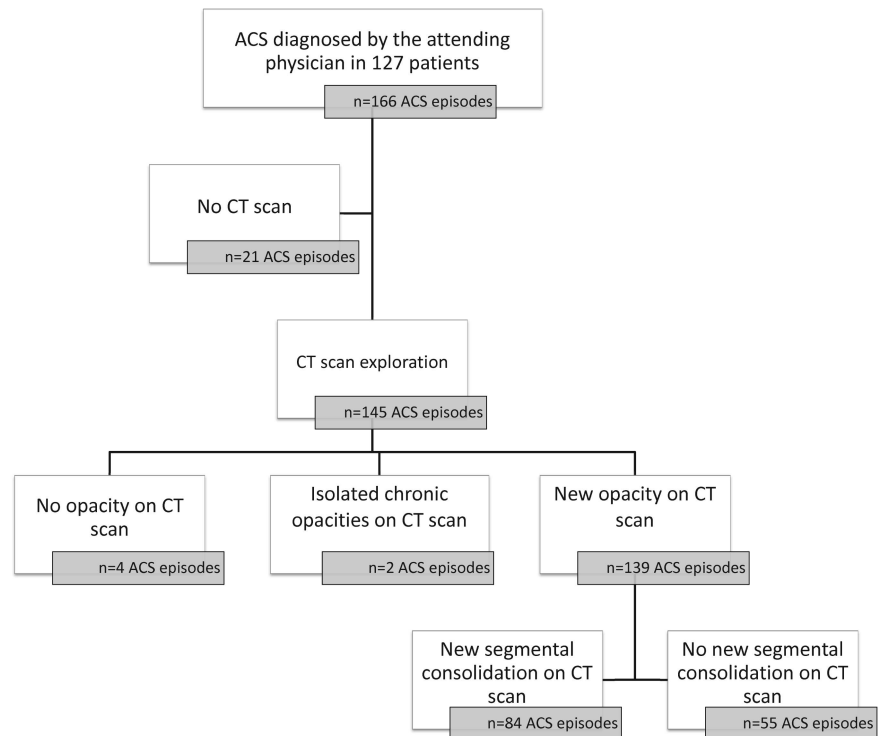 ACS diagnosed by the attending
physician in 127 patients
n=166 ACS episodes
No CT scan
n=21 ACS episodes
CT scan exploration
n=145 ACS episodes
No opacity on CT
scan
n=4 ACS episodes
Isolated chronic
opacities on CT scan
n=2 ACS episodes
New opacity on CT
scan
n=139 ACS episodes
New segmental
consolidation on CT
scan
n=84 ACS episodes
No new segmental
consolidation on CT
scan
n=55 ACS episodes